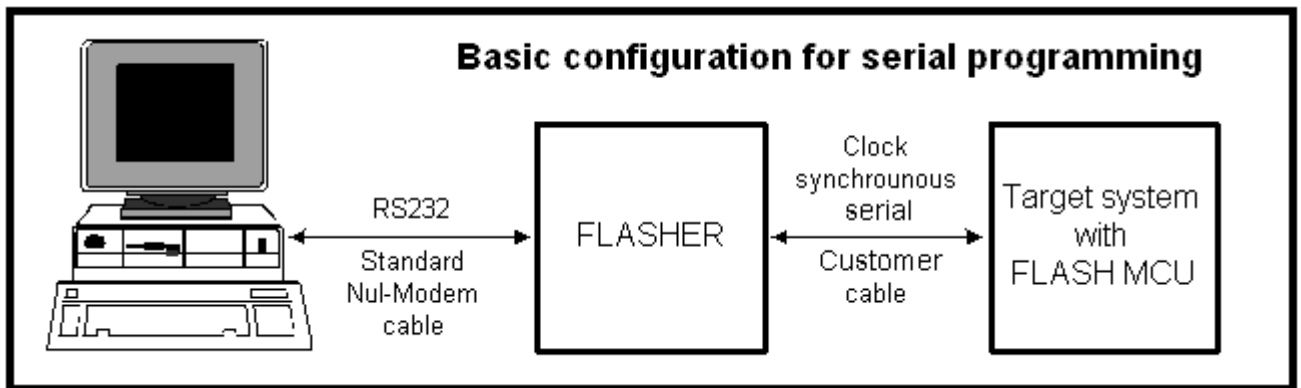 Basic configuration for serial programming
RS232
Standard
Nul-Modem
cable
FLASHER
Clock
synchrounous
serial
Customer
cable
Target system
with
FLASH MCU